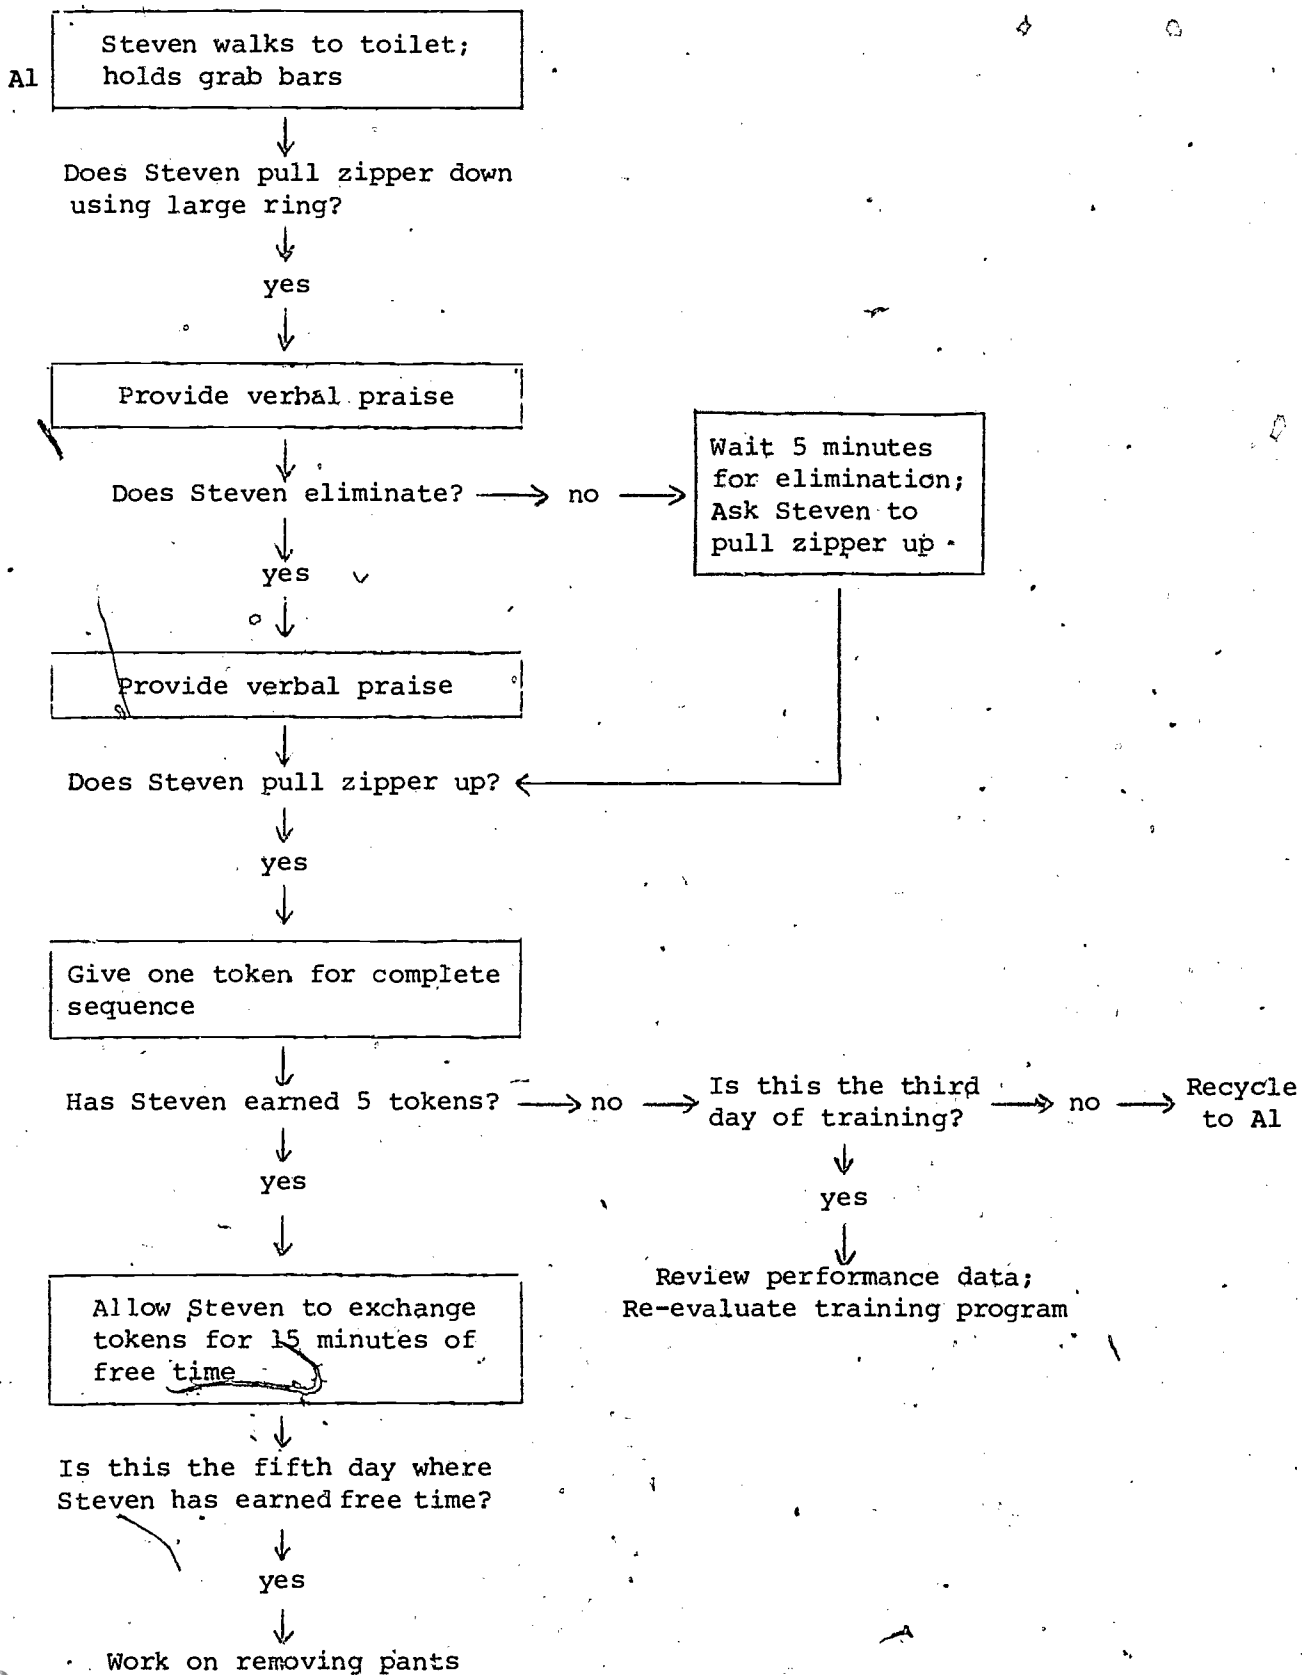 Steven walks to toilet;
A1
holds grab bars
Does Steven pull zipper down
using large ring?
yes
Provide verbal praise
Does Steven eliminate?
no
Wait 5 minutes
for elimination;
Ask Steven to
pull zipper up
yes
Provide verbal praise
Does Steven pull zipper up?
yes
Give one token for complete
sequence
Has Steven earned 5 tokens?
no
Is this the third
day of training?
no
Recycle
to A1
yes
yes
Review performance data;
Re-evaluate training program
Allow Steven to exchange
tokens for 15 minutes of
free time
Is this the fifth day where
Steven has earned free time?
yes
Work on removing pants